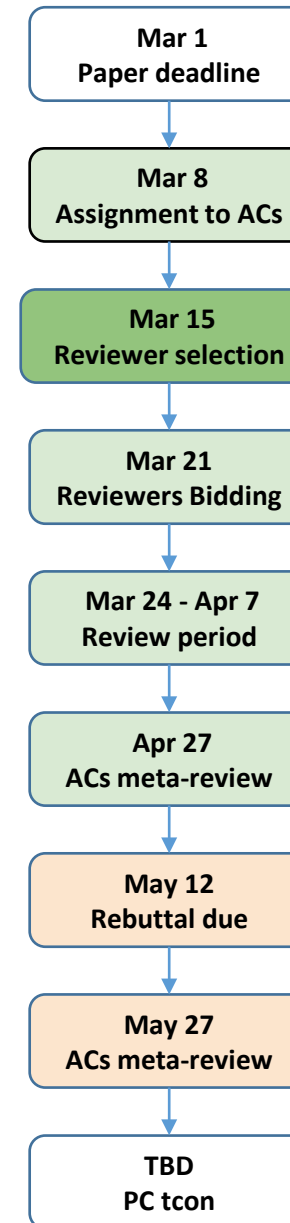 Mar 1
Paper deadline
Mar 8
Assignment to ACs
Mar 15
Reviewer selection
Mar 21
Reviewers Bidding
Mar 24 - Apr 7
Review period
Apr 27
ACs meta-review
May 12
Rebuttal due
May 27
ACs meta-review
TBD
PC tcon